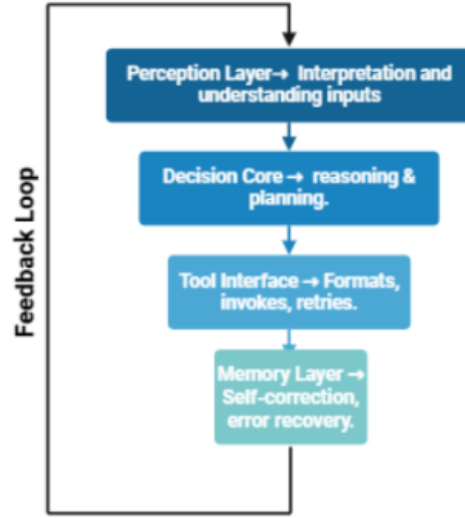 Feedback Loop
Perception Layer→ Interpretation and
understanding inputs
Decision Core → reasoning &
planning.
Tool Interface → Formats,
invokes, retries.
Memory Layer →
Self-correction,
error recovery.